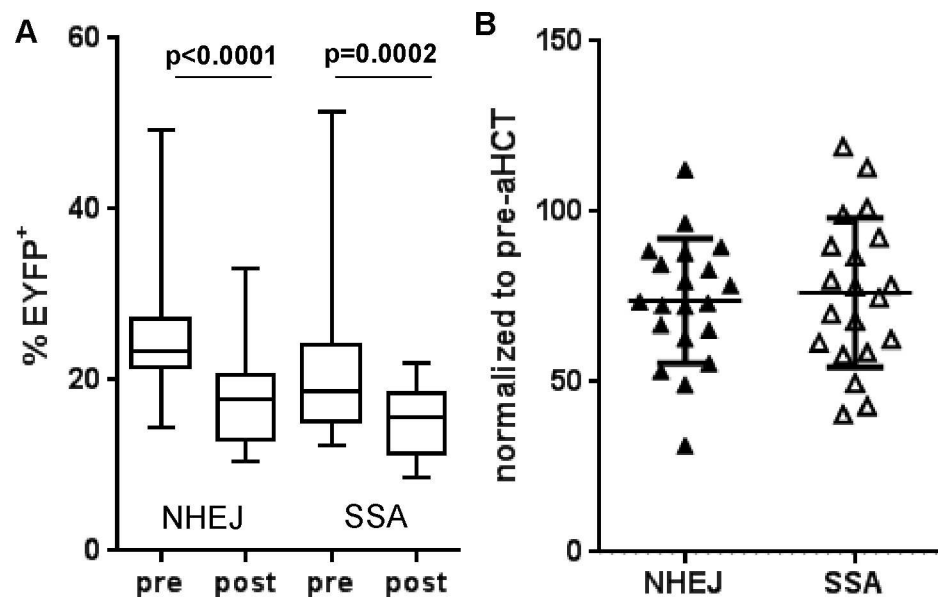 A
60
40
20
0
% EYFP+
p<0.0001
p=0.0002
NHEJ
SSA
pre
post
pre
post
B
150
100
50
0
normalized to pre-aHCT
NHEJ
SSA